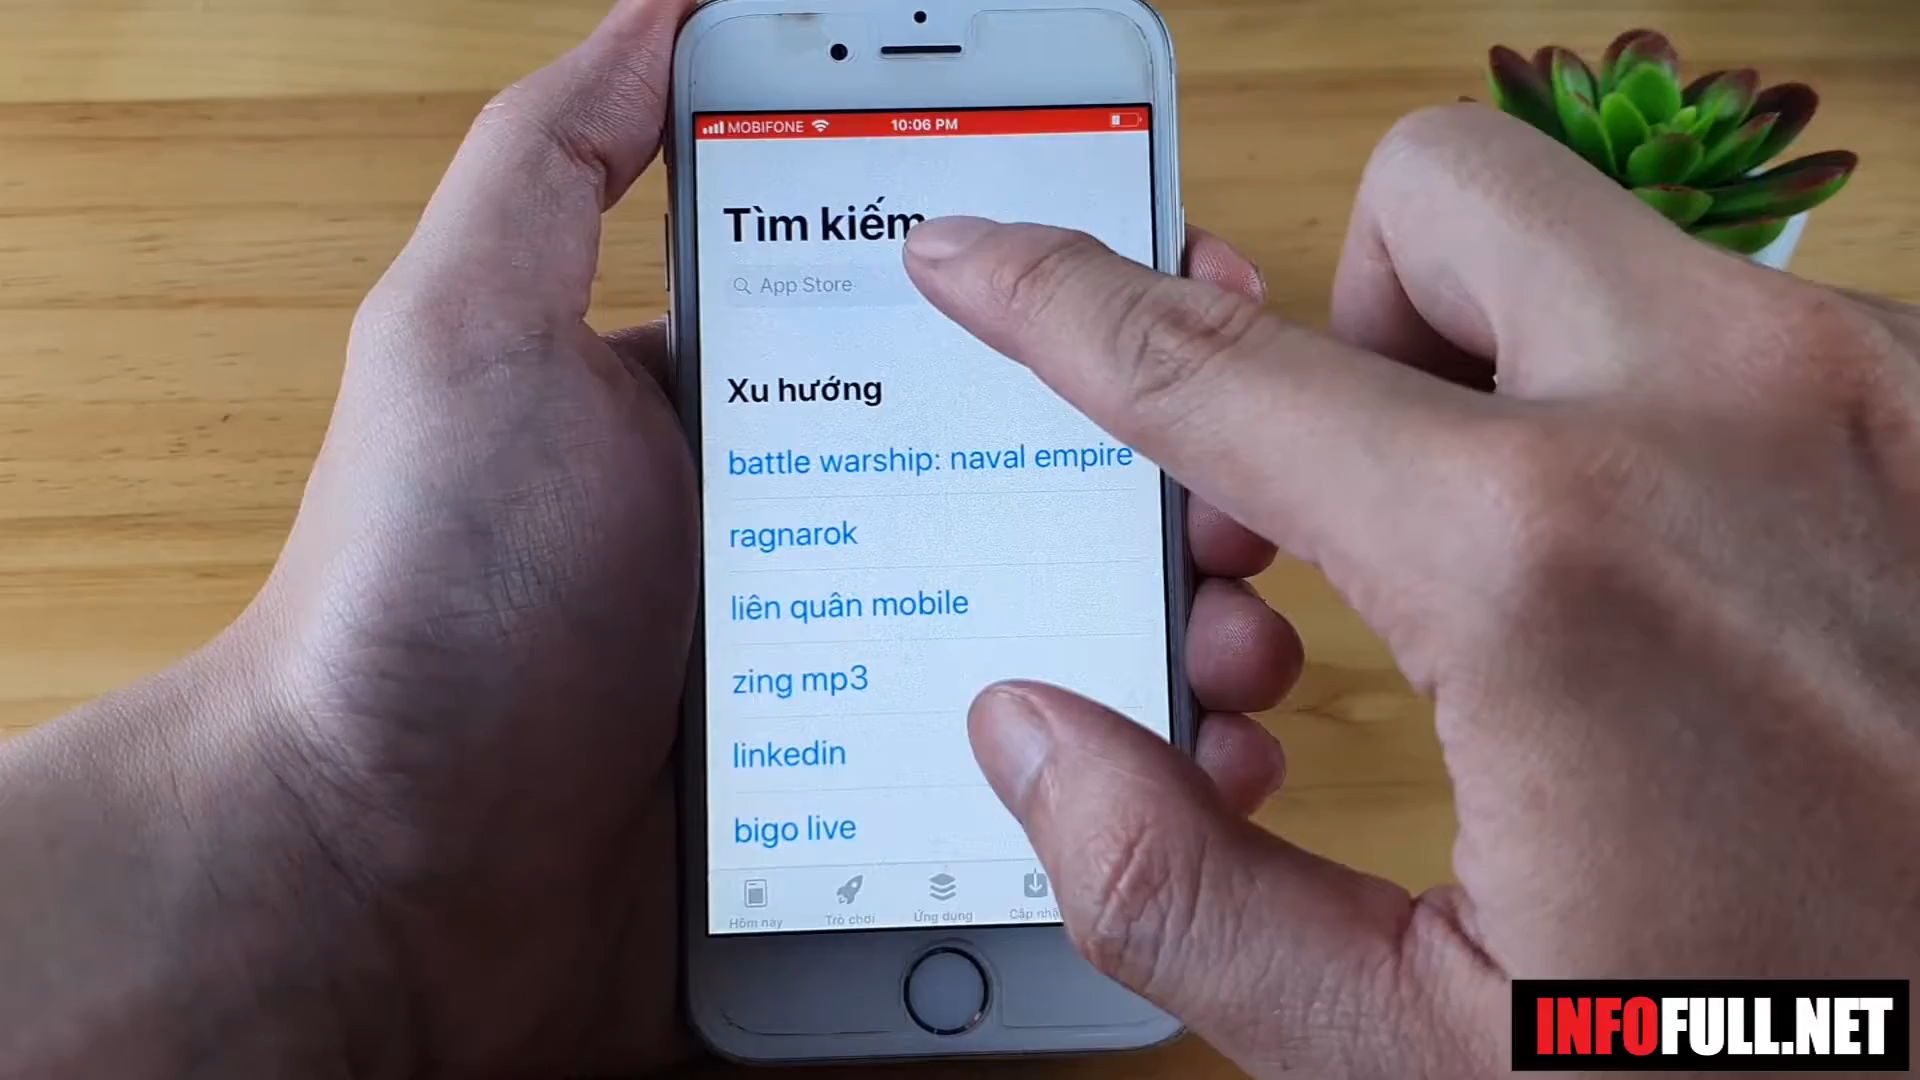 MOBIFONE
10:06 PM
Tìm kiếm
App Store
Xu hướng
battle warship: naval empire
ragnarok
liên quân mobile
zing mp3
linkedin
bigo live
Hôm nay
Trò chơi
Ứng dụng
Cập
INFOFULL.NET